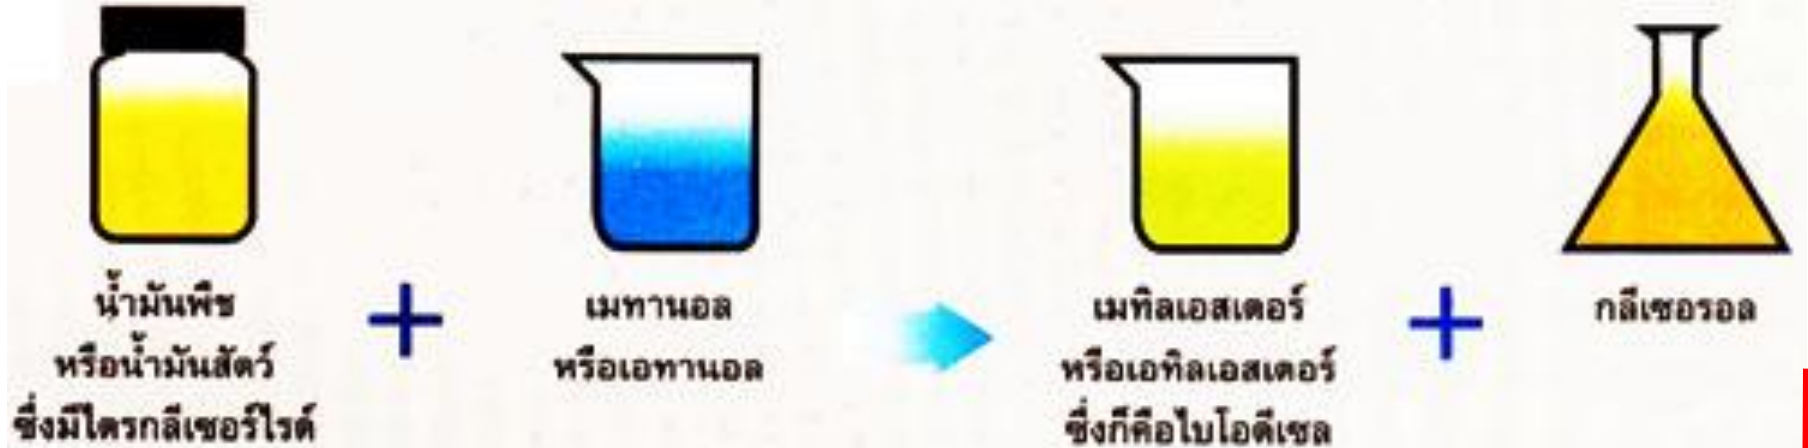 น้ำมันพืช
หรือน้ำมันสัตว์
ซึ่งมีไตรกลีเซอร์ไรด์
+
เมทานอล
หรือเอทานอล
เมทิลเอสเตอร์
หรือเอทิลเอสเตอร์
ซึ่งก็คือไบโอดีเซล
+
กลีเซอรอล